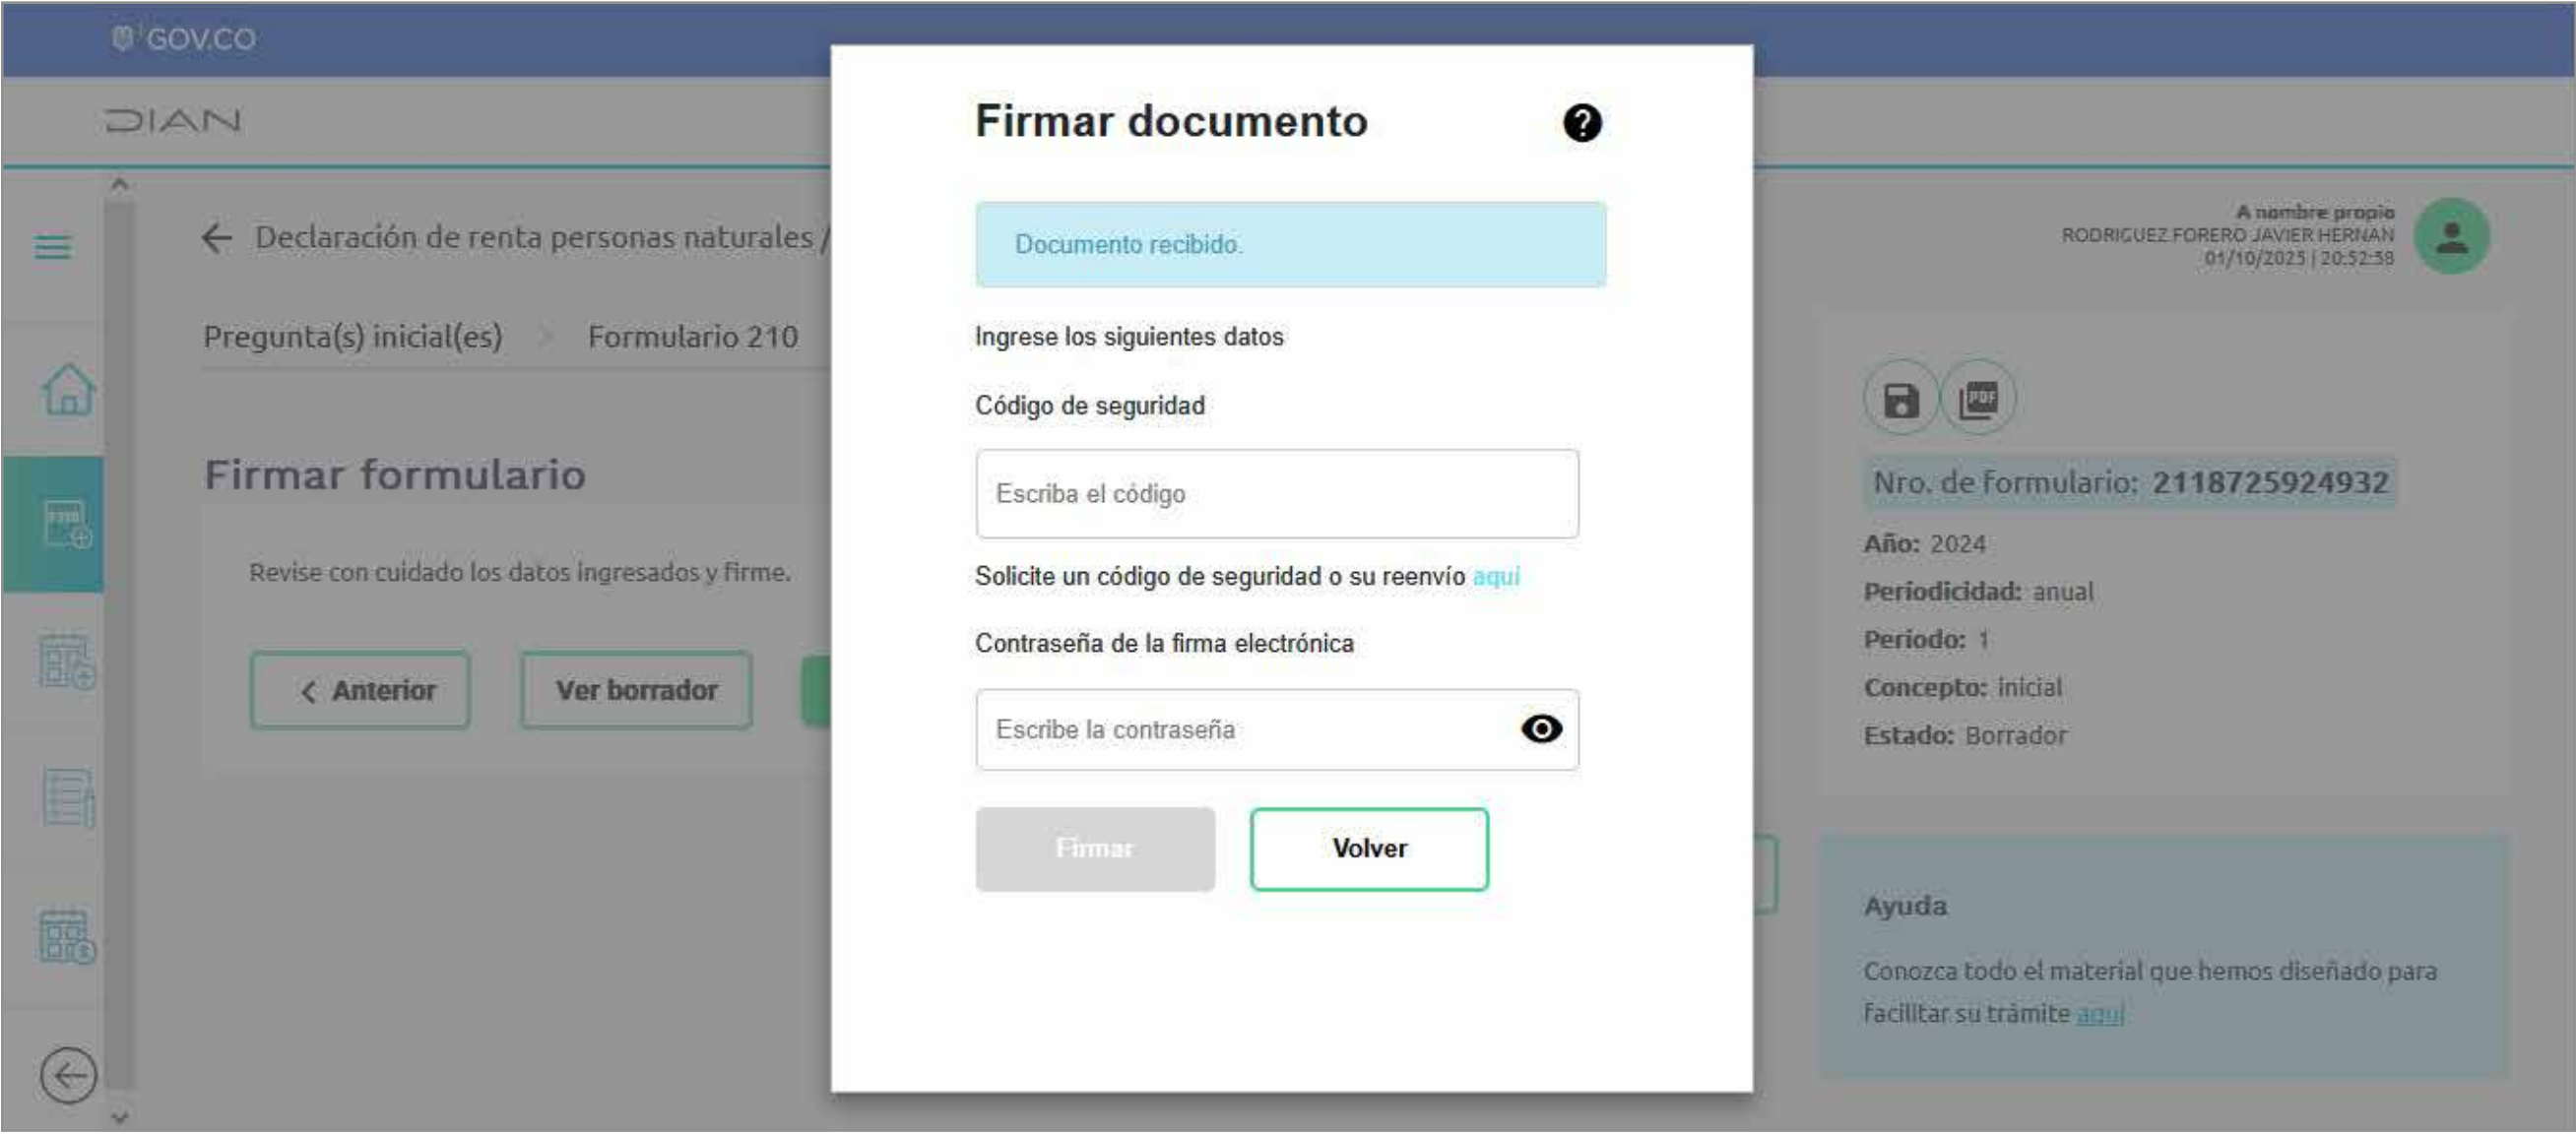 GOV.CO
DIAN
Declaración de renta personas naturales /
A nombre propio
RODRIGUEZ FORERO JAVIER HERNAN
01/10/2025 | 20:52:58
Pregunta(s) inicial(es) > Formulario 210
Firmar formulario
Revise con cuidado los datos ingresados y firme.
< Anterior
Ver borrador
Firmar documento
?
Documento recibido.
Ingrese los siguientes datos
Código de seguridad
Escriba el código
Solicite un código de seguridad o su reenvío aquí
Contraseña de la firma electrónica
Escribe la contraseña
Firmar
Volver
PDF
Nro. de formulario: 2118725924932
Año: 2024
Periodicidad: anual
Periodo: 1
Concepto: inicial
Estado: Borrador
Ayuda
Conozca todo el material que hemos diseñado para
facilitar su trámite aquí